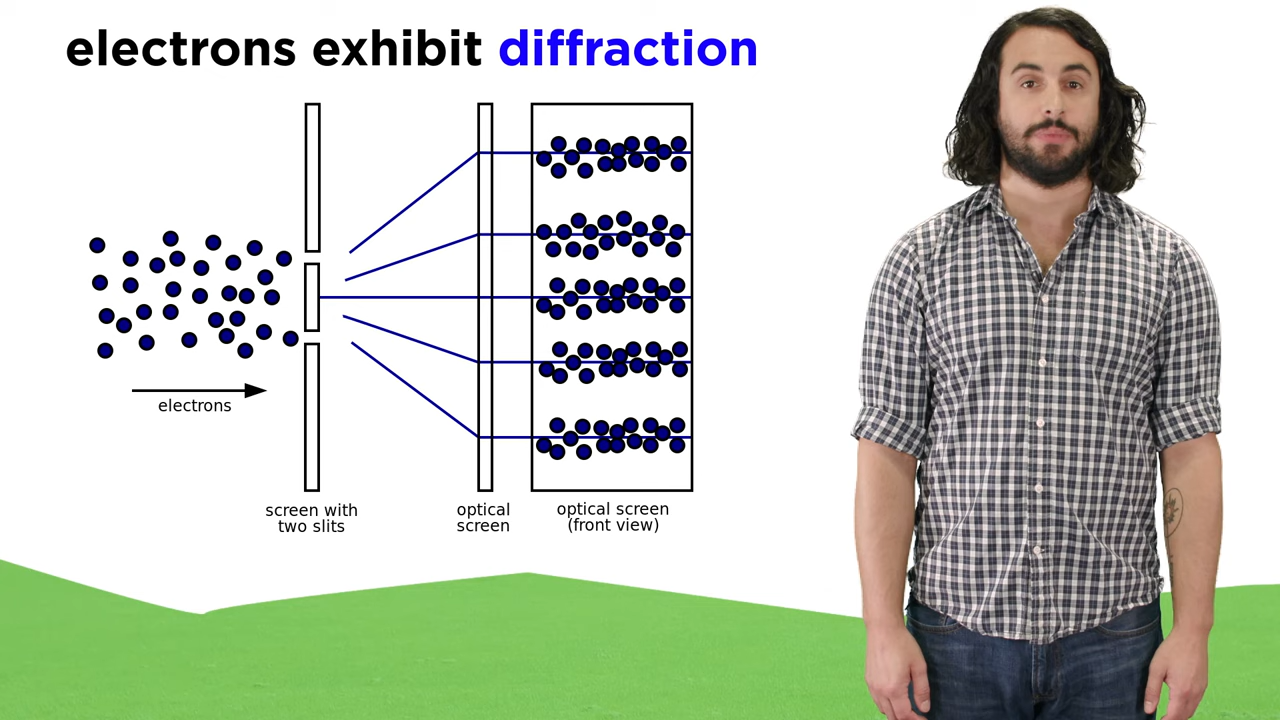 electrons exhibit diffraction
electrons
screen with
two slits
optical
screen
optical screen
(front view)